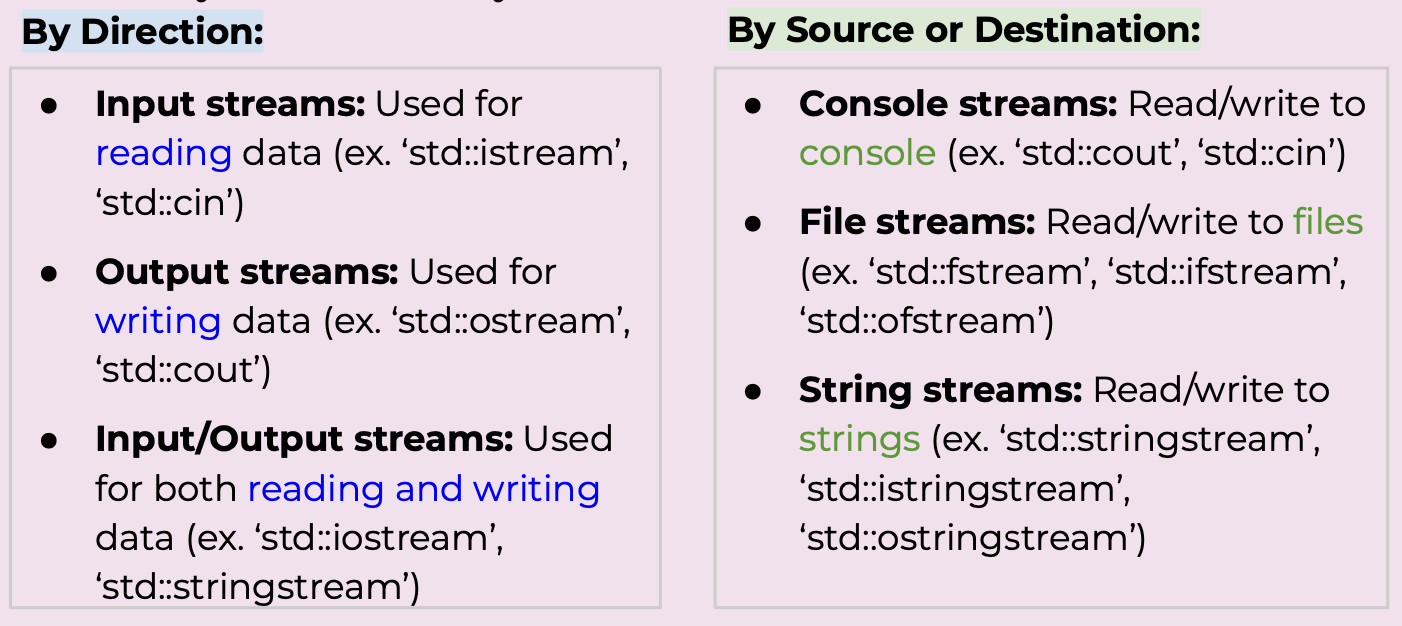 By Direction:
● Input streams: Used for
reading data (ex. ‘std::istream’,
‘std::cin’)
● Output streams: Used for
writing data (ex. ‘std::ostream’,
‘std::cout’)
● Input/Output streams: Used
for both reading and writing
data (ex. ‘std::iostream’,
‘std::stringstream’)
By Source or Destination:
● Console streams: Read/write to
console (ex. ‘std::cout’, ‘std::cin’)
● File streams: Read/write to files
(ex. ‘std::fstream’, ‘std::ifstream’,
‘std::ofstream’)
● String streams: Read/write to
strings (ex. ‘std::stringstream’,
‘std::istringstream’,
‘std::ostringstream’)